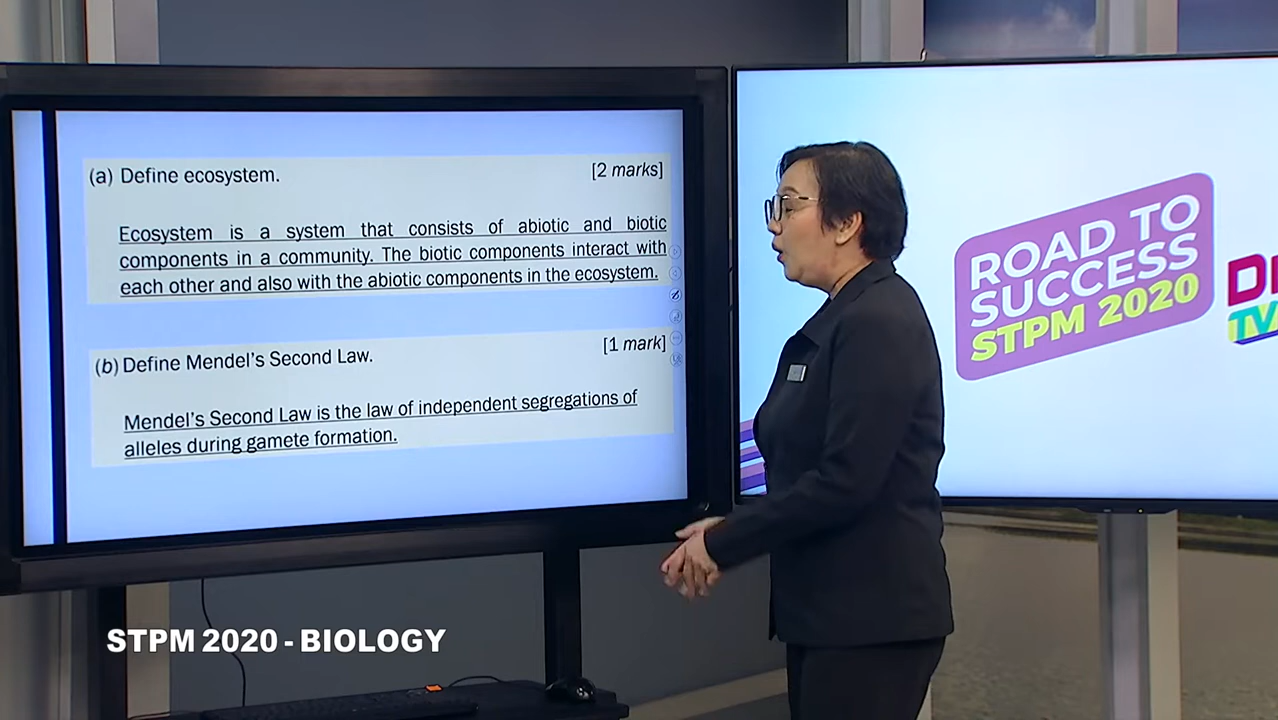 (a) Define ecosystem. [2 marks]
Ecosystem is a system that consists of abiotic and biotic
components in a community. The biotic components interact with
each other and also with the abiotic components in the ecosystem.
(b) Define Mendel's Second Law. [1 mark]
Mendel's Second Law is the law of independent segregations of
alleles during gamete formation.
ROAD TO
SUCCESS
STPM 2020
TV
STPM 2020 - BIOLOGY